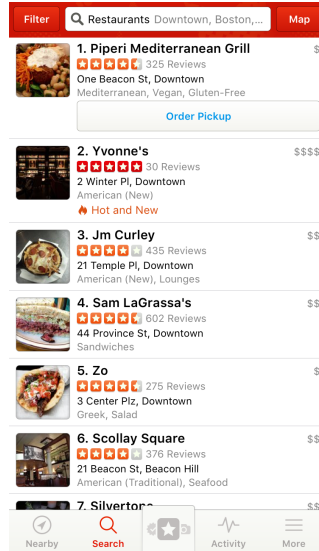 Filter
Restaurants Downtown, Boston,...
Map
1. Piperi Mediterranean Grill $
325 Reviews
One Beacon St, Downtown
Mediterranean, Vegan, Gluten-Free
Order Pickup
2. Yvonne's $$$$
30 Reviews
2 Winter Pl, Downtown
American (New)
Hot and New
3. Jm Curley $$
435 Reviews
21 Temple Pl, Downtown
American (New), Lounges
4. Sam LaGrassa's $$
602 Reviews
44 Province St, Downtown
Sandwiches
5. Zo $
275 Reviews
3 Center Plz, Downtown
Greek, Salad
6. Scollay Square $$
376 Reviews
21 Beacon St, Beacon Hill
American (Traditional), Seafood
7. Silvertone $
Nearby
Search
Activity
More